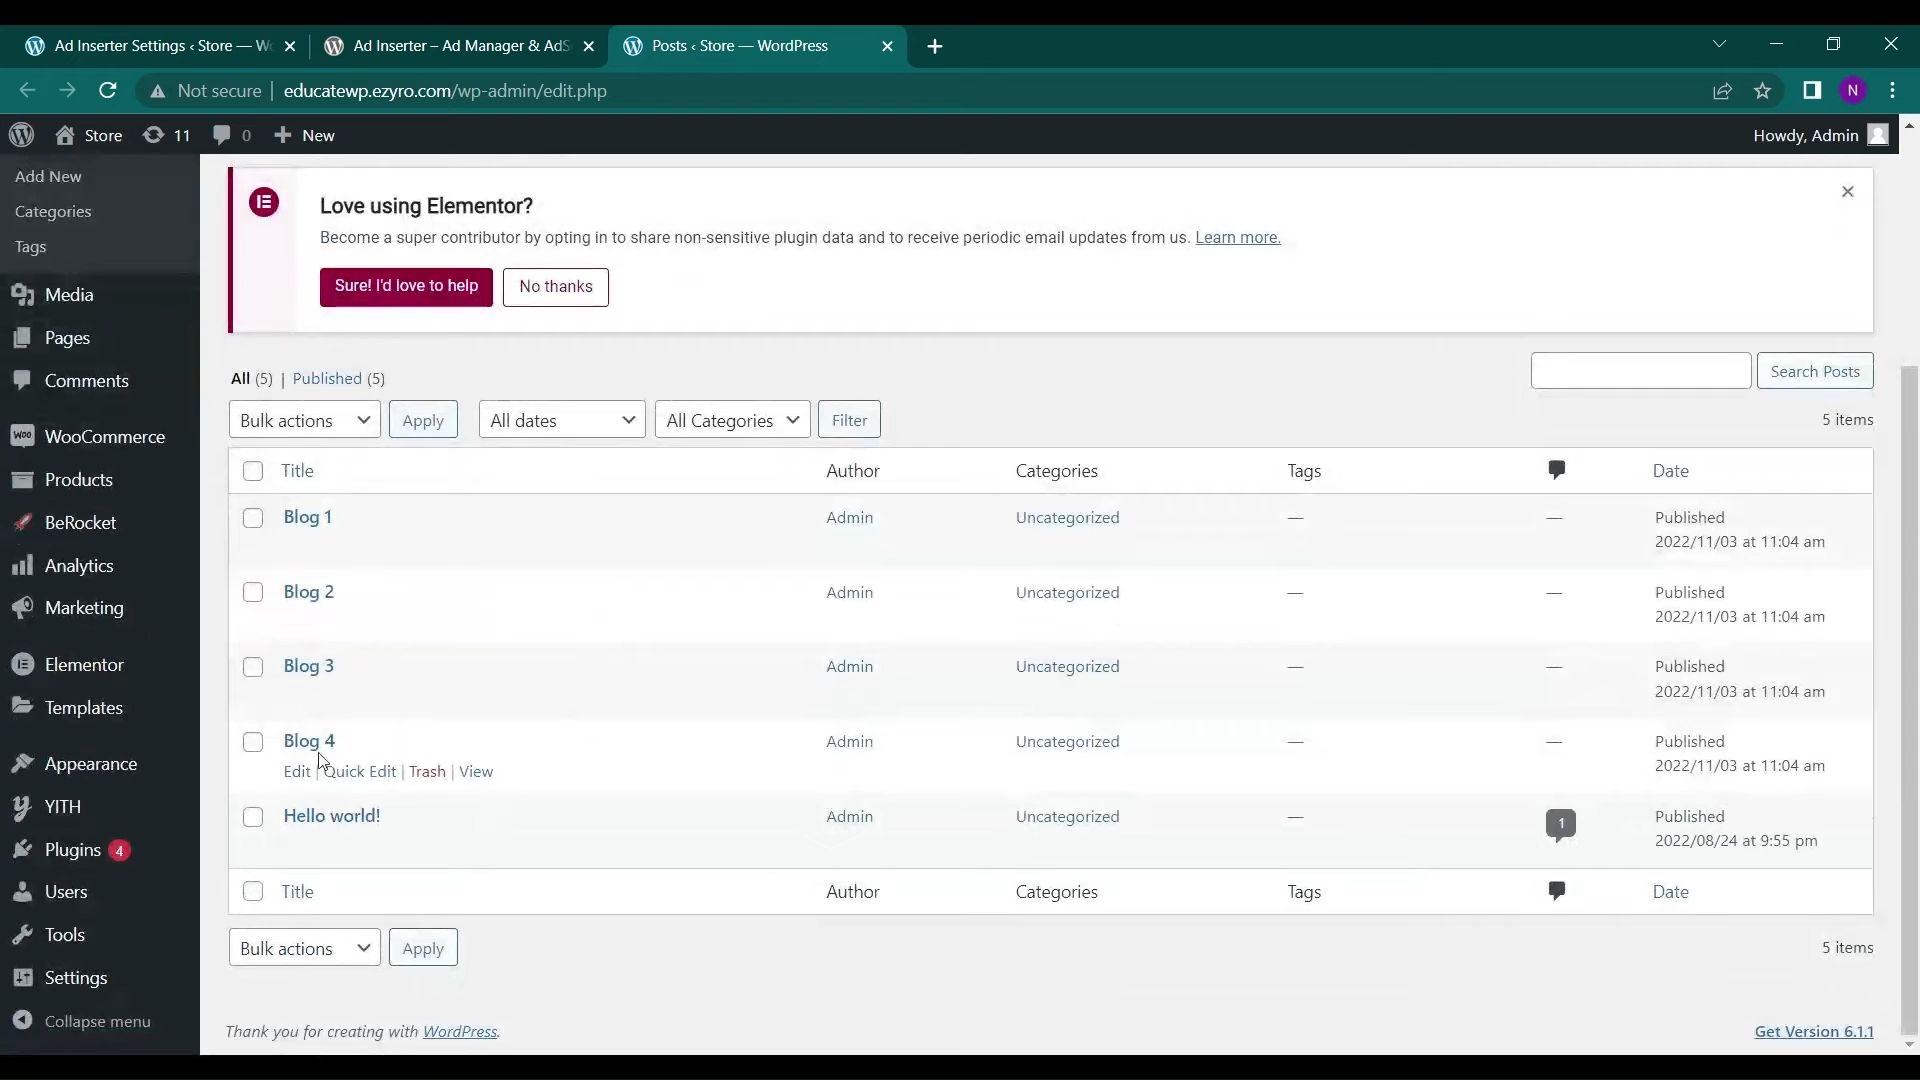 Ad Inserter Settings ‹ Store — W
Ad Inserter – Ad Manager & AdS
Posts ‹ Store — WordPress
Not secure
educatewp.ezyro.com/wp-admin/edit.php
N
Store
11
0
New
Howdy, Admin
Add New
Categories
Tags
Media
Pages
Comments
Woo
WooCommerce
Products
BeRocket
Analytics
Marketing
Elementor
Templates
Appearance
YITH
Plugins 4
Users
Tools
Settings
Collapse menu
Love using Elementor?
Become a super contributor by opting in to share non-sensitive plugin data and to receive periodic email updates from us. Learn more.
Sure! I'd love to help
No thanks
All (5) | Published (5)
Search Posts
Bulk actions
Apply
All dates
All Categories
Filter
5 items
Title Author Categories Tags Date
Blog 1 Admin Uncategorized — — Published
2022/11/03 at 11:04 am
Blog 2 Admin Uncategorized — — Published
2022/11/03 at 11:04 am
Blog 3 Admin Uncategorized — — Published
2022/11/03 at 11:04 am
Blog 4 Admin Uncategorized — — Published
2022/11/03 at 11:04 am
Edit | Quick Edit | Trash | View
Hello world! Admin Uncategorized — 1 Published
2022/08/24 at 9:55 pm
Title Author Categories Tags Date
Bulk actions
Apply
5 items
Thank you for creating with WordPress.
Get Version 6.1.1